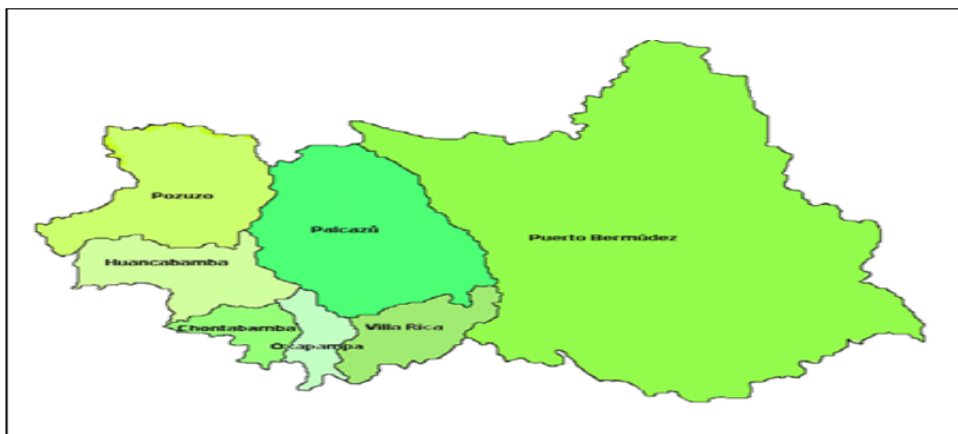 Pozuzo
Palcazú
Puerto Bermúdez
Huancabamba
Chontabamba
Villa Rica
Oxapampa